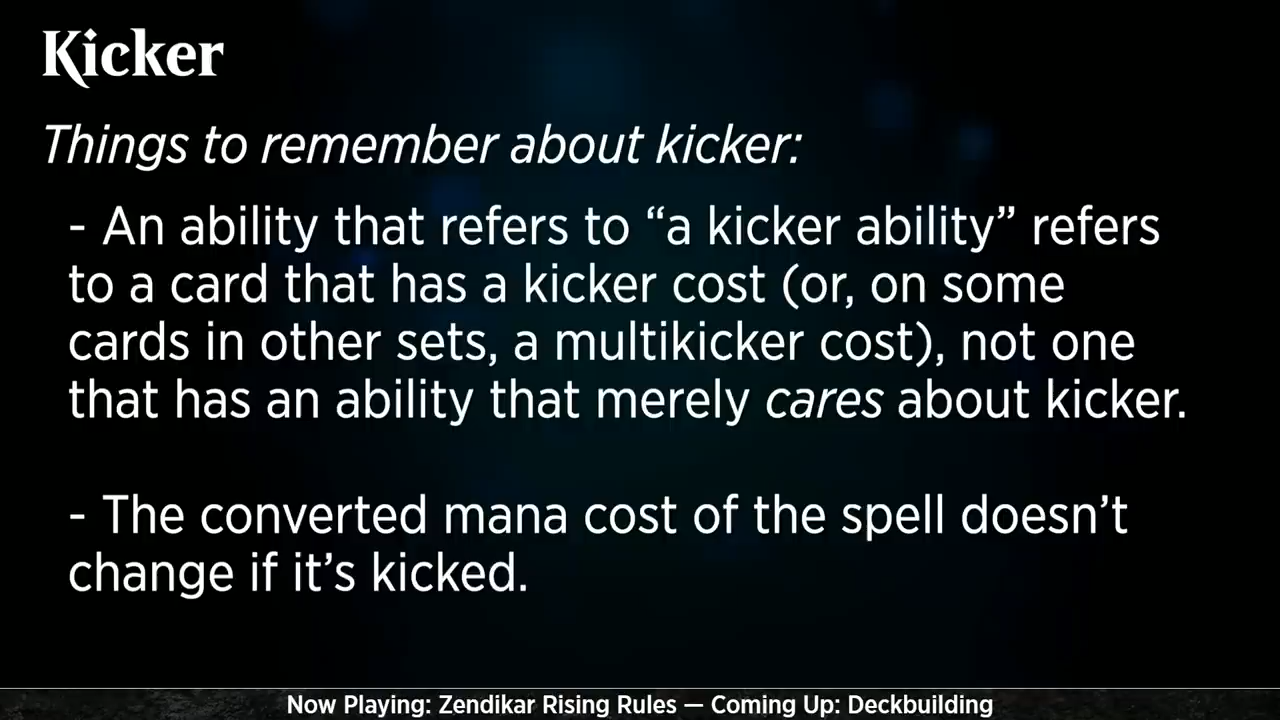 Kicker
Things to remember about kicker:
- An ability that refers to “a kicker ability” refers
to a card that has a kicker cost (or, on some
cards in other sets, a multikicker cost), not one
that has an ability that merely cares about kicker.
- The converted mana cost of the spell doesn’t
change if it’s kicked.
Now Playing: Zendikar Rising Rules — Coming Up: Deckbuilding